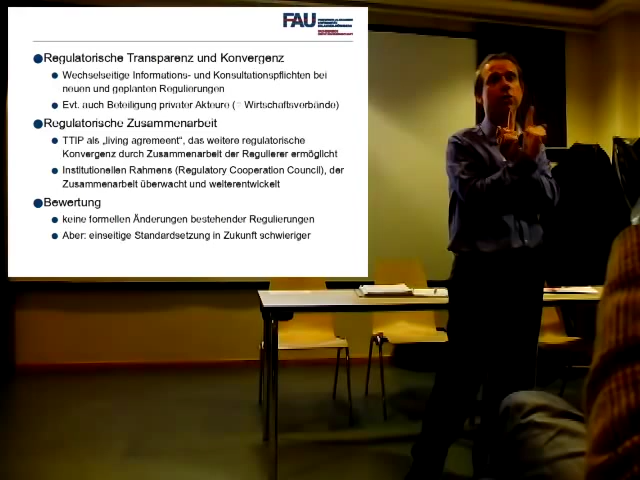 FAU
Regulatorische Transparenz und Konvergenz
Wechselseitige Informations- und Konsultationspflichten bei
neuen und geplanten Regulierungen
Evt. auch Beteiligung privater Akteure (= Wirtschaftsverbände)
Regulatorische Zusammenarbeit
TTIP als „living agreement“, das weitere regulatorische
Konvergenz durch Zusammenarbeit der Regulierer ermöglicht
Institutionellen Rahmens (Regulatory Cooperation Council), der
Zusammenarbeit überwacht und weiterentwickelt
Bewertung
keine formellen Änderungen bestehender Regulierungen
Aber: einseitige Standardsetzung in Zukunft schwieriger